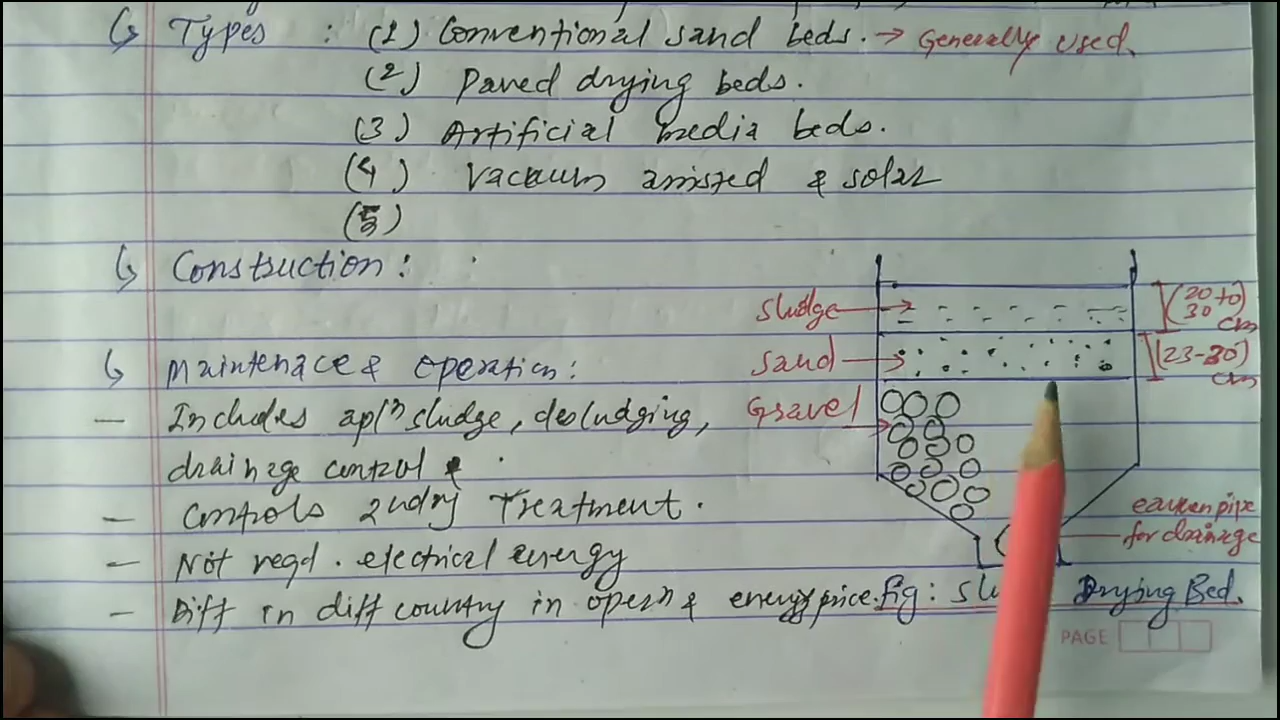 ↳ Types : (1) Conventional sand beds. → Generally used.
(2) Paved drying beds.
(3) Artificial media beds.
(4) Vacuum assisted & solar
(5)
↳ Construction :
sludge
(20 to 30 cm
↳ Maintenace & Operation :
sand
(23-30) cm
- Includes apl^n sludge, desludging,
Gravel
drainage control &
- Controls 2ndry Treatment.
earthen pipe
for drainage
- Not reqd. electrical energy
- Diff in diff country in oper^n & energy price.
fig : Slu Drying Bed.
PAGE